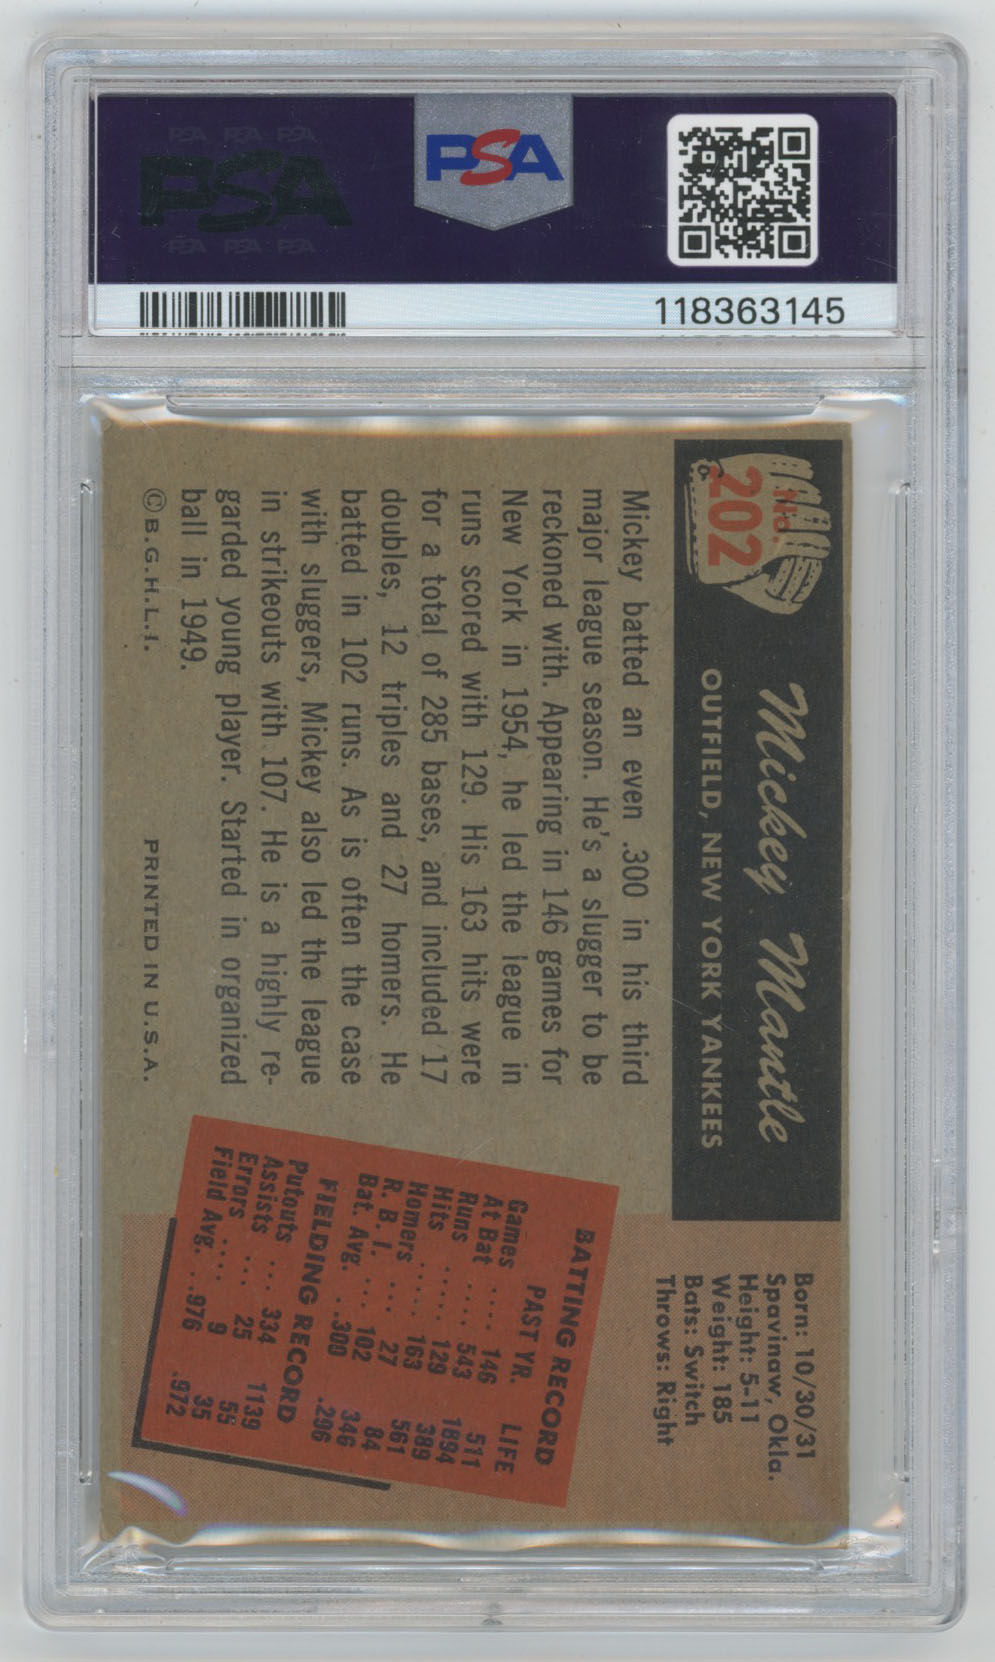 PSA PSA PSA
PSA
PSA PSA PSA
PSA
118363145
No.
202
Mickey Mantle
OUTFIELD, NEW YORK YANKEES
Mickey batted an even .300 in his third
major league season. He's a slugger to be
reckoned with. Appearing in 146 games for
New York in 1954, he led the league in
runs scored with 129. His 163 hits were
for a total of 285 bases, and included 17
doubles, 12 triples and 27 homers. He
batted in 102 runs. As is often the case
with sluggers, Mickey also led the league
in strikeouts with 107. He is a highly re-
garded young player. Started in organized
ball in 1949.
© B.G.H.L.I.
PRINTED IN U.S.A.
Born: 10/30/31
Spavinaw, Okla.
Height: 5-11
Weight: 185
Bats: Switch
Throws: Right
BATTING RECORD
PAST YR. LIFE
Games .... 146 511
At Bat .... 543 1894
Runs ..... 129 389
Hits ...... 163 561
Homers ... 27 84
R. B. I. ... 102 346
Bat. Avg. ... .300 .296
FIELDING RECORD
Putouts ... 334 1139
Assists ... 25 55
Errors .... 9 35
Field Avg. .. .976 .972